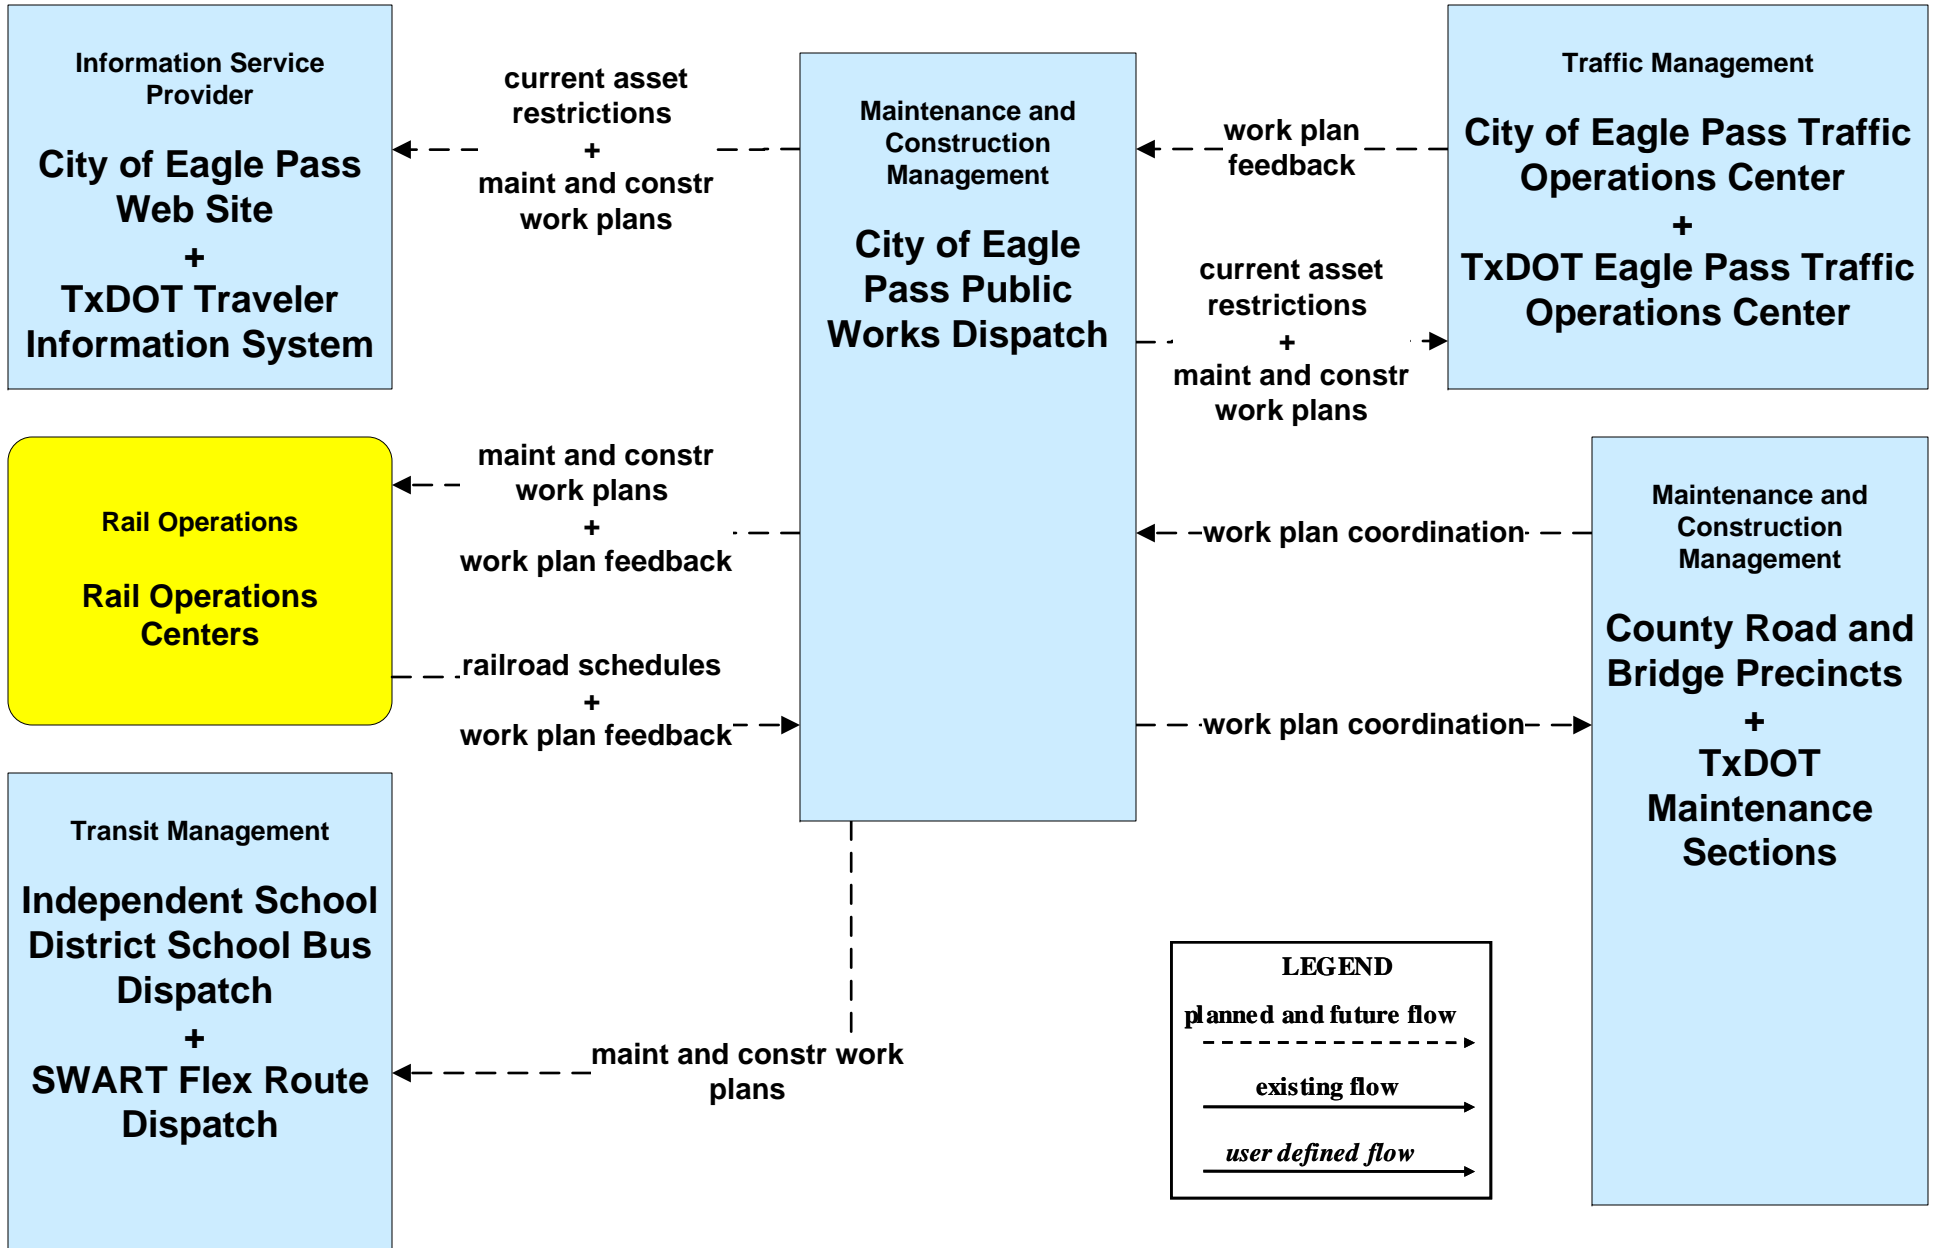 Information Service
Provider
City of Eagle Pass
Web Site
+
TxDOT Traveler
Information System
current asset
restrictions
+
maint and constr
work plans
Maintenance and
Construction
Management
City of Eagle
Pass Public
Works Dispatch
work plan
feedback
current asset
restrictions
+
maint and constr
work plans
Traffic Management
City of Eagle Pass Traffic
Operations Center
+
TxDOT Eagle Pass Traffic
Operations Center
Rail Operations
Rail Operations
Centers
maint and constr
work plans
+
work plan feedback
railroad schedules
+
work plan feedback
work plan coordination
work plan coordination
Maintenance and
Construction
Management
County Road and
Bridge Precincts
+
TxDOT
Maintenance
Sections
Transit Management
Independent School
District School Bus
Dispatch
+
SWART Flex Route
Dispatch
maint and constr work
plans
LEGEND
planned and future flow
existing flow
user defined flow